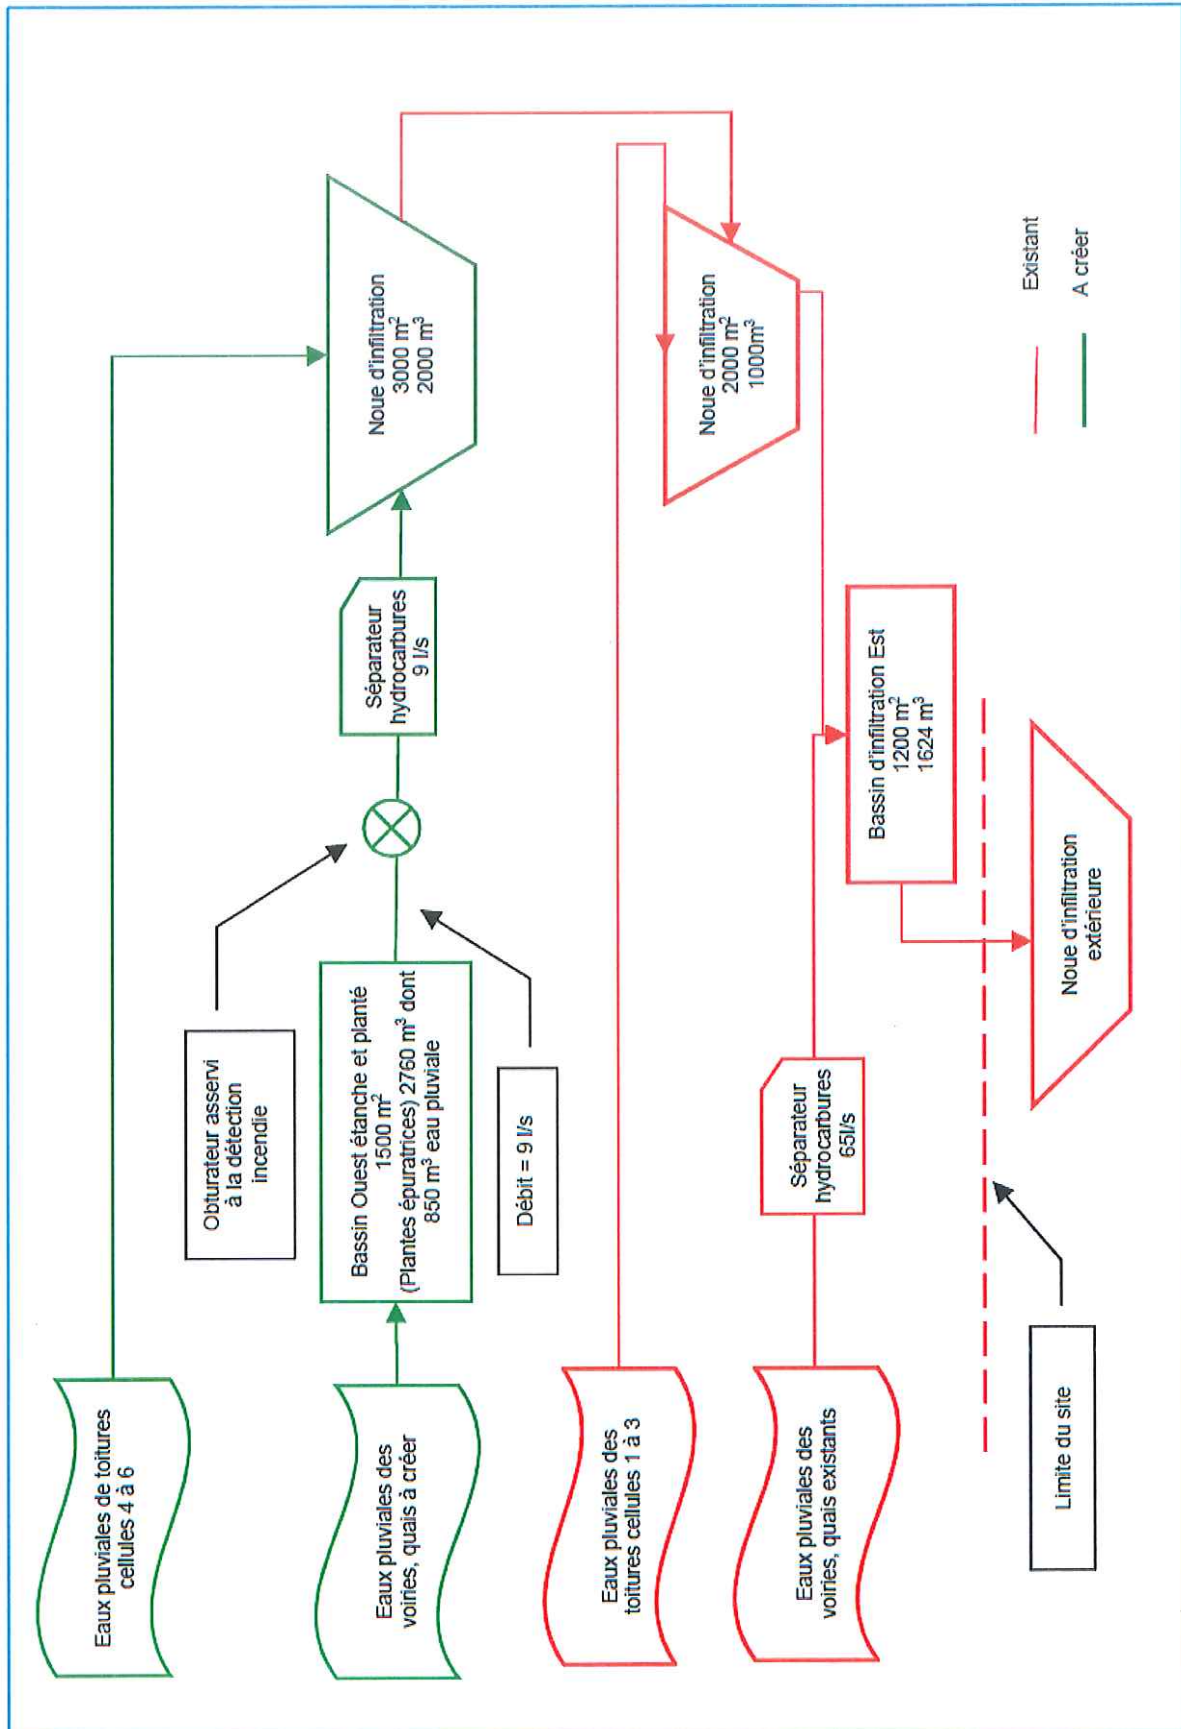 Eaux pluviales de toitures
cellules 4 à 6
Obturateur asservi
à la détection
incendie
Eaux pluviales des
voiries, quais à créer
Bassin Ouest étanche et planté
1500 m²
(Plantes épuratrices) 2760 m³ dont
850 m³ eau pluviale
Débit = 9 l/s
Séparateur
hydrocarbures
9 l/s
Noue d'infiltration
3000 m²
2000 m³
Eaux pluviales des
toitures cellules 1 à 3
Noue d'infiltration
2000 m²
1000m³
Eaux pluviales des
voiries, quais existants
Séparateur
hydrocarbures
65l/s
Bassin d'infiltration Est
1200 m²
1624 m³
Limite du site
Noue d'infiltration
extérieure
Existant
A créer